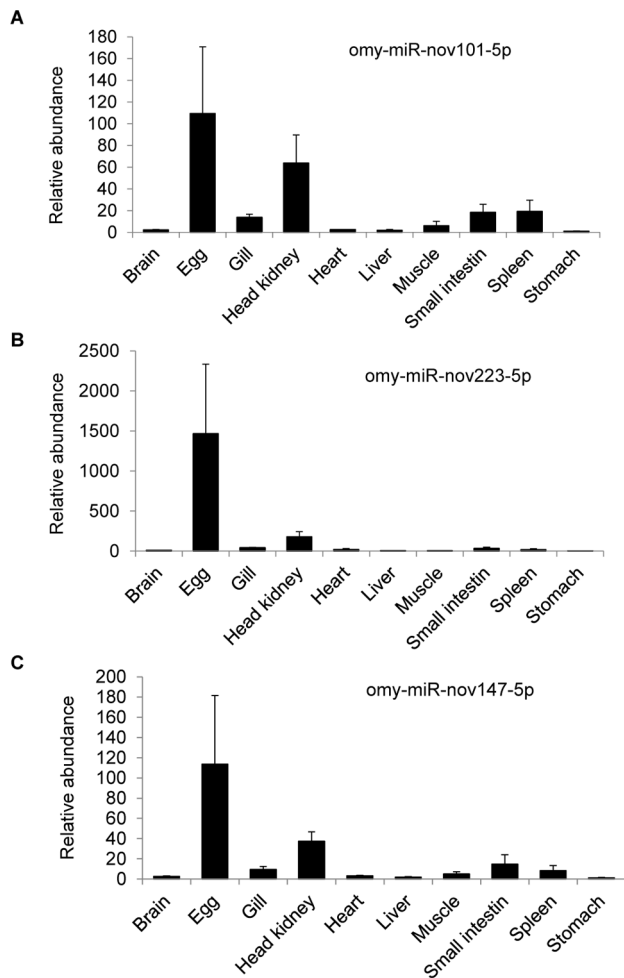 A
omy-miR-nov101-5p
Relative abundance
180
160
140
120
100
80
60
40
20
0
Brain
Egg
Gill
Head kidney
Heart
Liver
Muscle
Small intestin
Spleen
Stomach
B
omy-miR-nov223-5p
Relative abundance
2500
2000
1500
1000
500
0
Brain
Egg
Gill
Head kidney
Heart
Liver
Muscle
Small intestin
Spleen
Stomach
C
omy-miR-nov147-5p
Relative abundance
200
180
160
140
120
100
80
60
40
20
0
Brain
Egg
Gill
Head kidney
Heart
Liver
Muscle
Small intestin
Spleen
Stomach